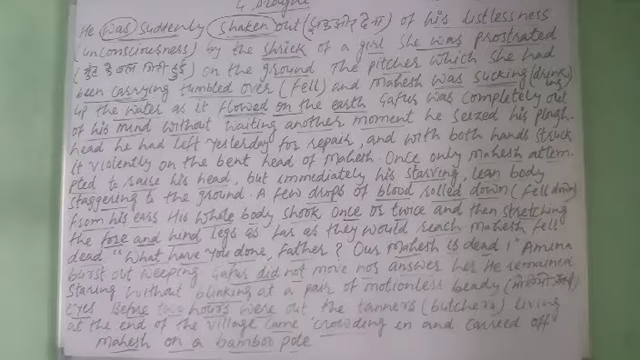 He was suddenly shaken out of his listlessness
(unconsciousness) by the shrick of a girl She was prostrated
on the ground The pitcher which she had
been carrying tumbled over (fell) and Mahesh was sucking (drinking)
up the water as it flowed on the earth Gafur was completely out
of his mind without waiting another moment he seized his plough-
head he had left yesterday for repair, and with both hands struck
it violently on the bent head of Mahesh. Once only Mahesh attem-
pted to raise his head, but immediately his starving, lean body
staggering to the ground. A few drops of blood rolled down (fell down)
from his ears His whole body shook once or twice and then stretching
the fore and hind legs as far as they would reach Mahesh fell
dead "What have you done, Father? Our Mahesh is dead!" Amina
burst out weeping Gafur did not move nor answer her He remained
staring without blinking at a pair of motionless beady
eyes Before two hours were out the tanners (butchers) living
at the end of the village came crowding in and carried off
Mahesh on a bamboo pole